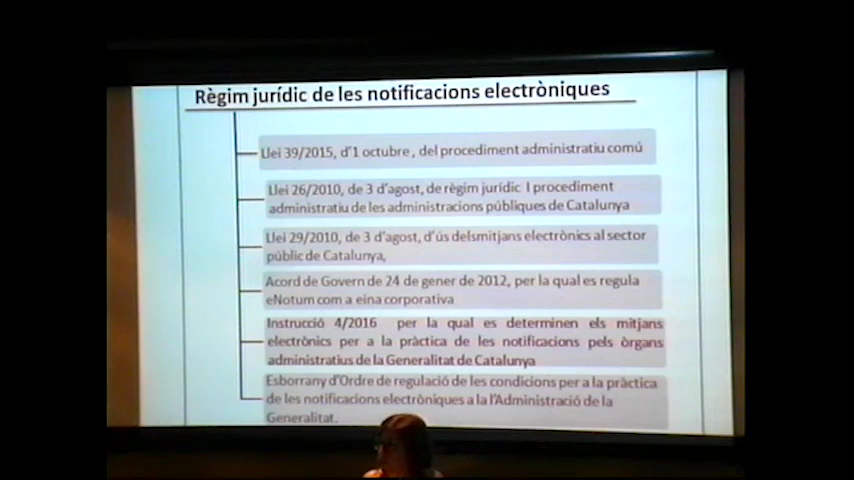 Règim jurídic de les notificacions electròniques
Llei 39/2015, d'1 octubre , del procediment administratiu comú
Llei 26/2010, de 3 d'agost, de règim jurídic I procediment
administratiu de les administracions públiques de Catalunya
Llei 29/2010, de 3 d'agost, d'ús delsmitjans electrònics al sector
públic de Catalunya,
Acord de Govern de 24 de gener de 2012, per la qual es regula
eNotum com a eina corporativa
Instrucció 4/2016 per la qual es determinen els mitjans
electrònics per a la pràctica de les notificacions pels òrgans
administratius de la Generalitat de Catalunya
Esborrany d'Ordre de regulació de les condicions per a la pràctica
de les notificacions electròniques a la l'Administració de la
Generalitat.